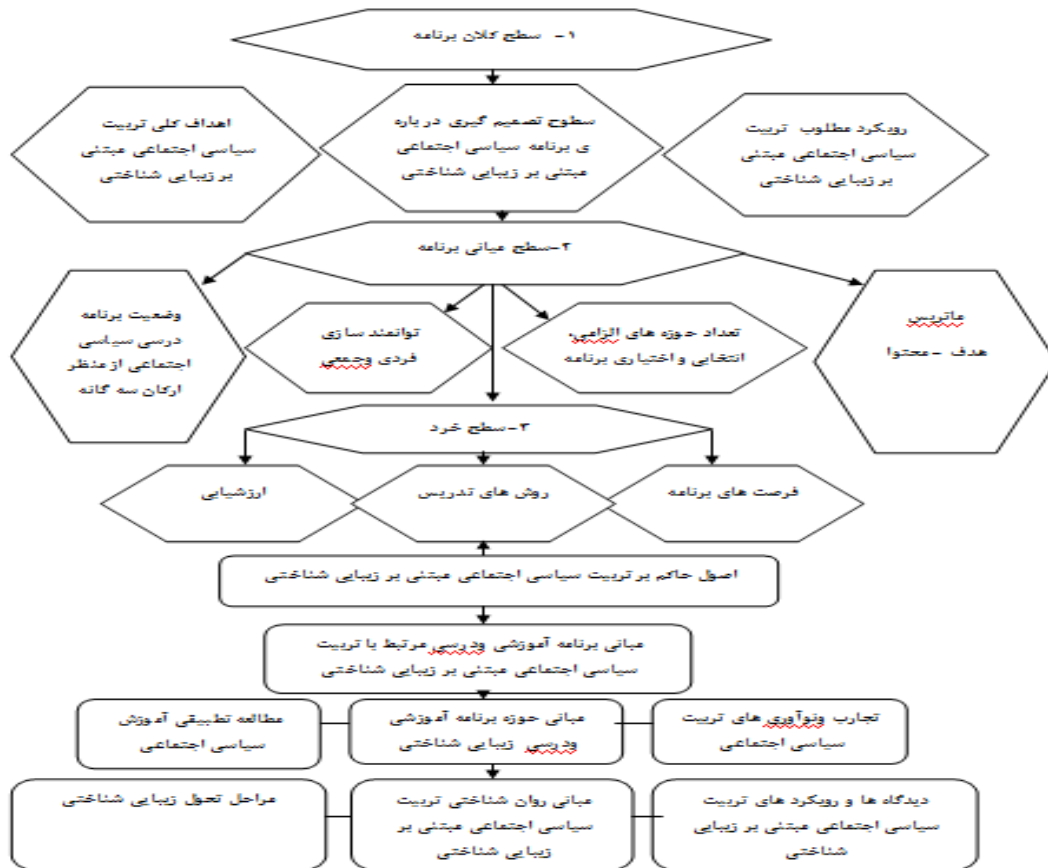 ۱- سطح کلان برنامه
رویکرد مطلوب تربیت
سیاسی اجتماعی مبتنی
بر زیبایی شناختی
سطوح تصمیم گیری درباره
ی برنامه سیاسی اجتماعی
مبتنی بر زیبایی شناختی
اهداف کلی تربیت
سیاسی اجتماعی مبتنی
بر زیبایی شناختی
۲-سطح میانی برنامه
ماتریس
هدف -محتوا
تعداد حوزه های الزامی،
انتخابی و اختیاری برنامه
توانمند سازی
فردی وجمعی
وضعیت برنامه
درسی سیاسی
اجتماعی از منظر
ارکان سه گانه
۳-سطح خرد
فرصت های برنامه
روش های تدریس
ارزشیابی
اصول حاکم بر تربیت سیاسی اجتماعی مبتنی بر زیبایی شناختی
مبانی برنامه آموزشی ودرسی مرتبط با تربیت
سیاسی اجتماعی مبتنی بر زیبایی شناختی
تجارب ونوآوری های تربیت
سیاسی اجتماعی
مبانی حوزه برنامه آموزشی
ودرسی زیبایی شناختی
مطالعه تطبیقی آموزش
سیاسی اجتماعی
دیدگاه ها و رویکرد های تربیت
سیاسی اجتماعی مبتنی بر زیبایی
شناختی
مبانی روان شناختی تربیت
سیاسی اجتماعی مبتنی بر
زیبایی شناختی
مراحل تحول زیبایی شناختی